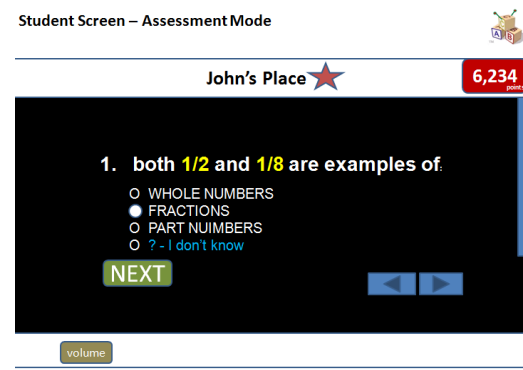 Student Screen – Assessment Mode
A B
John's Place
6,234
points
1. both 1/2 and 1/8 are examples of:
O WHOLE NUMBERS
FRACTIONS
O PART NUIMBERS
O ? - I don't know
NEXT
volume